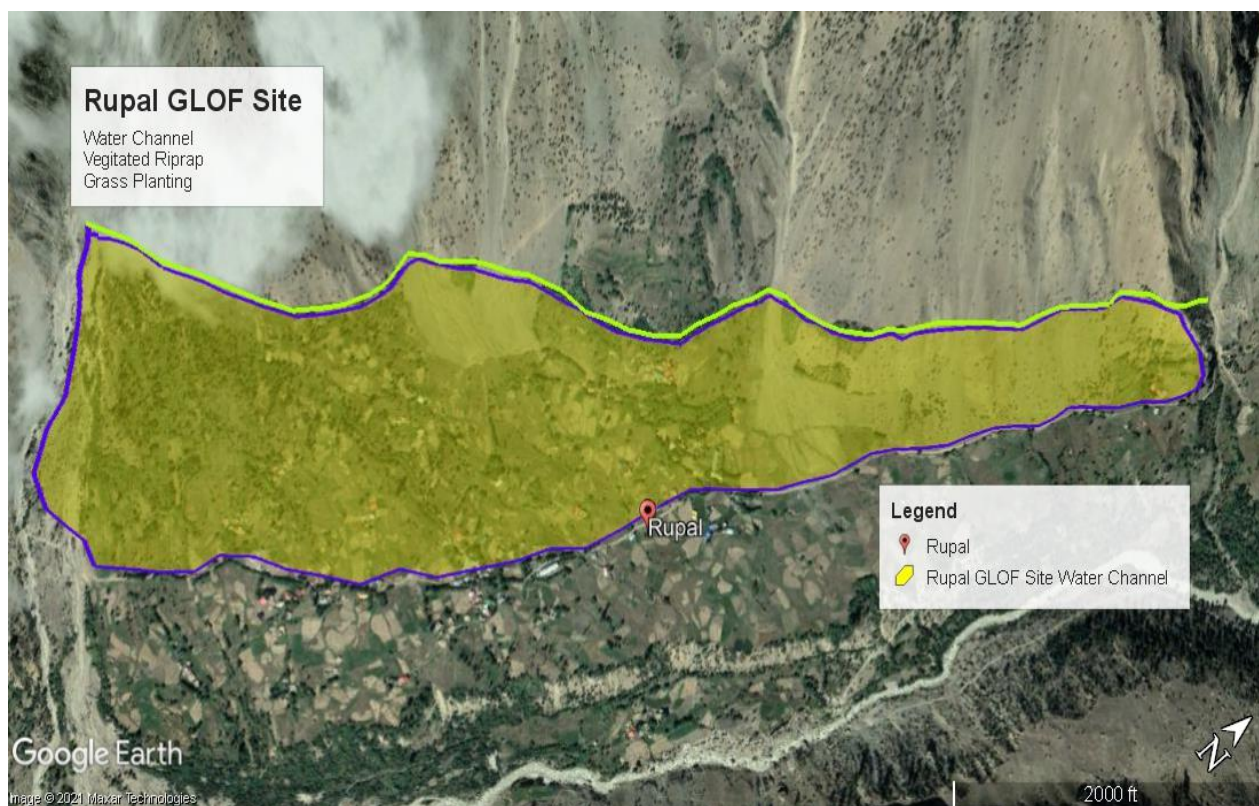 Rupal GLOF Site
Water Channel
Vegitated Riprap
Grass Planting
Rupal
Legend
Rupal
Rupal GLOF Site Water Channel
Google Earth
N
Image © 2021 Maxar Technologies
2000 ft